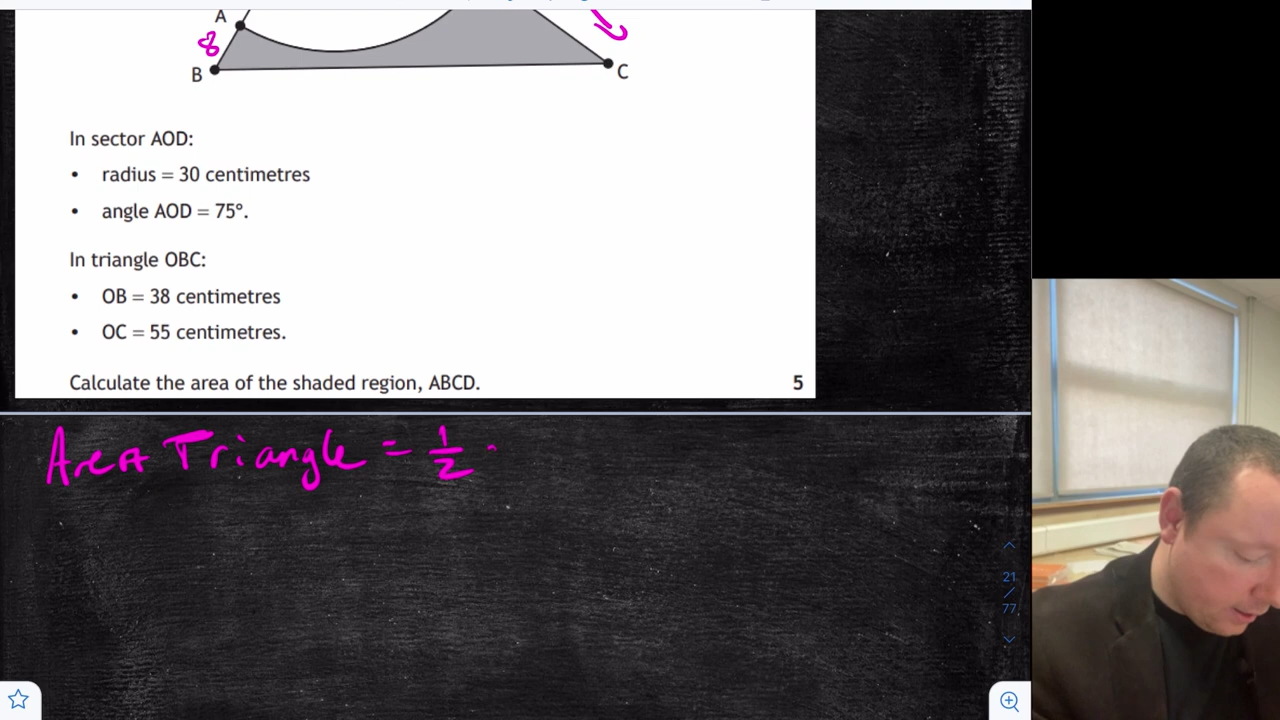 A
8
B
C
In sector AOD:
• radius = 30 centimetres
• angle AOD = 75°.
In triangle OBC:
• OB = 38 centimetres
• OC = 55 centimetres.
Calculate the area of the shaded region, ABCD. 5
Area Triangle = 1/2
21
/
77